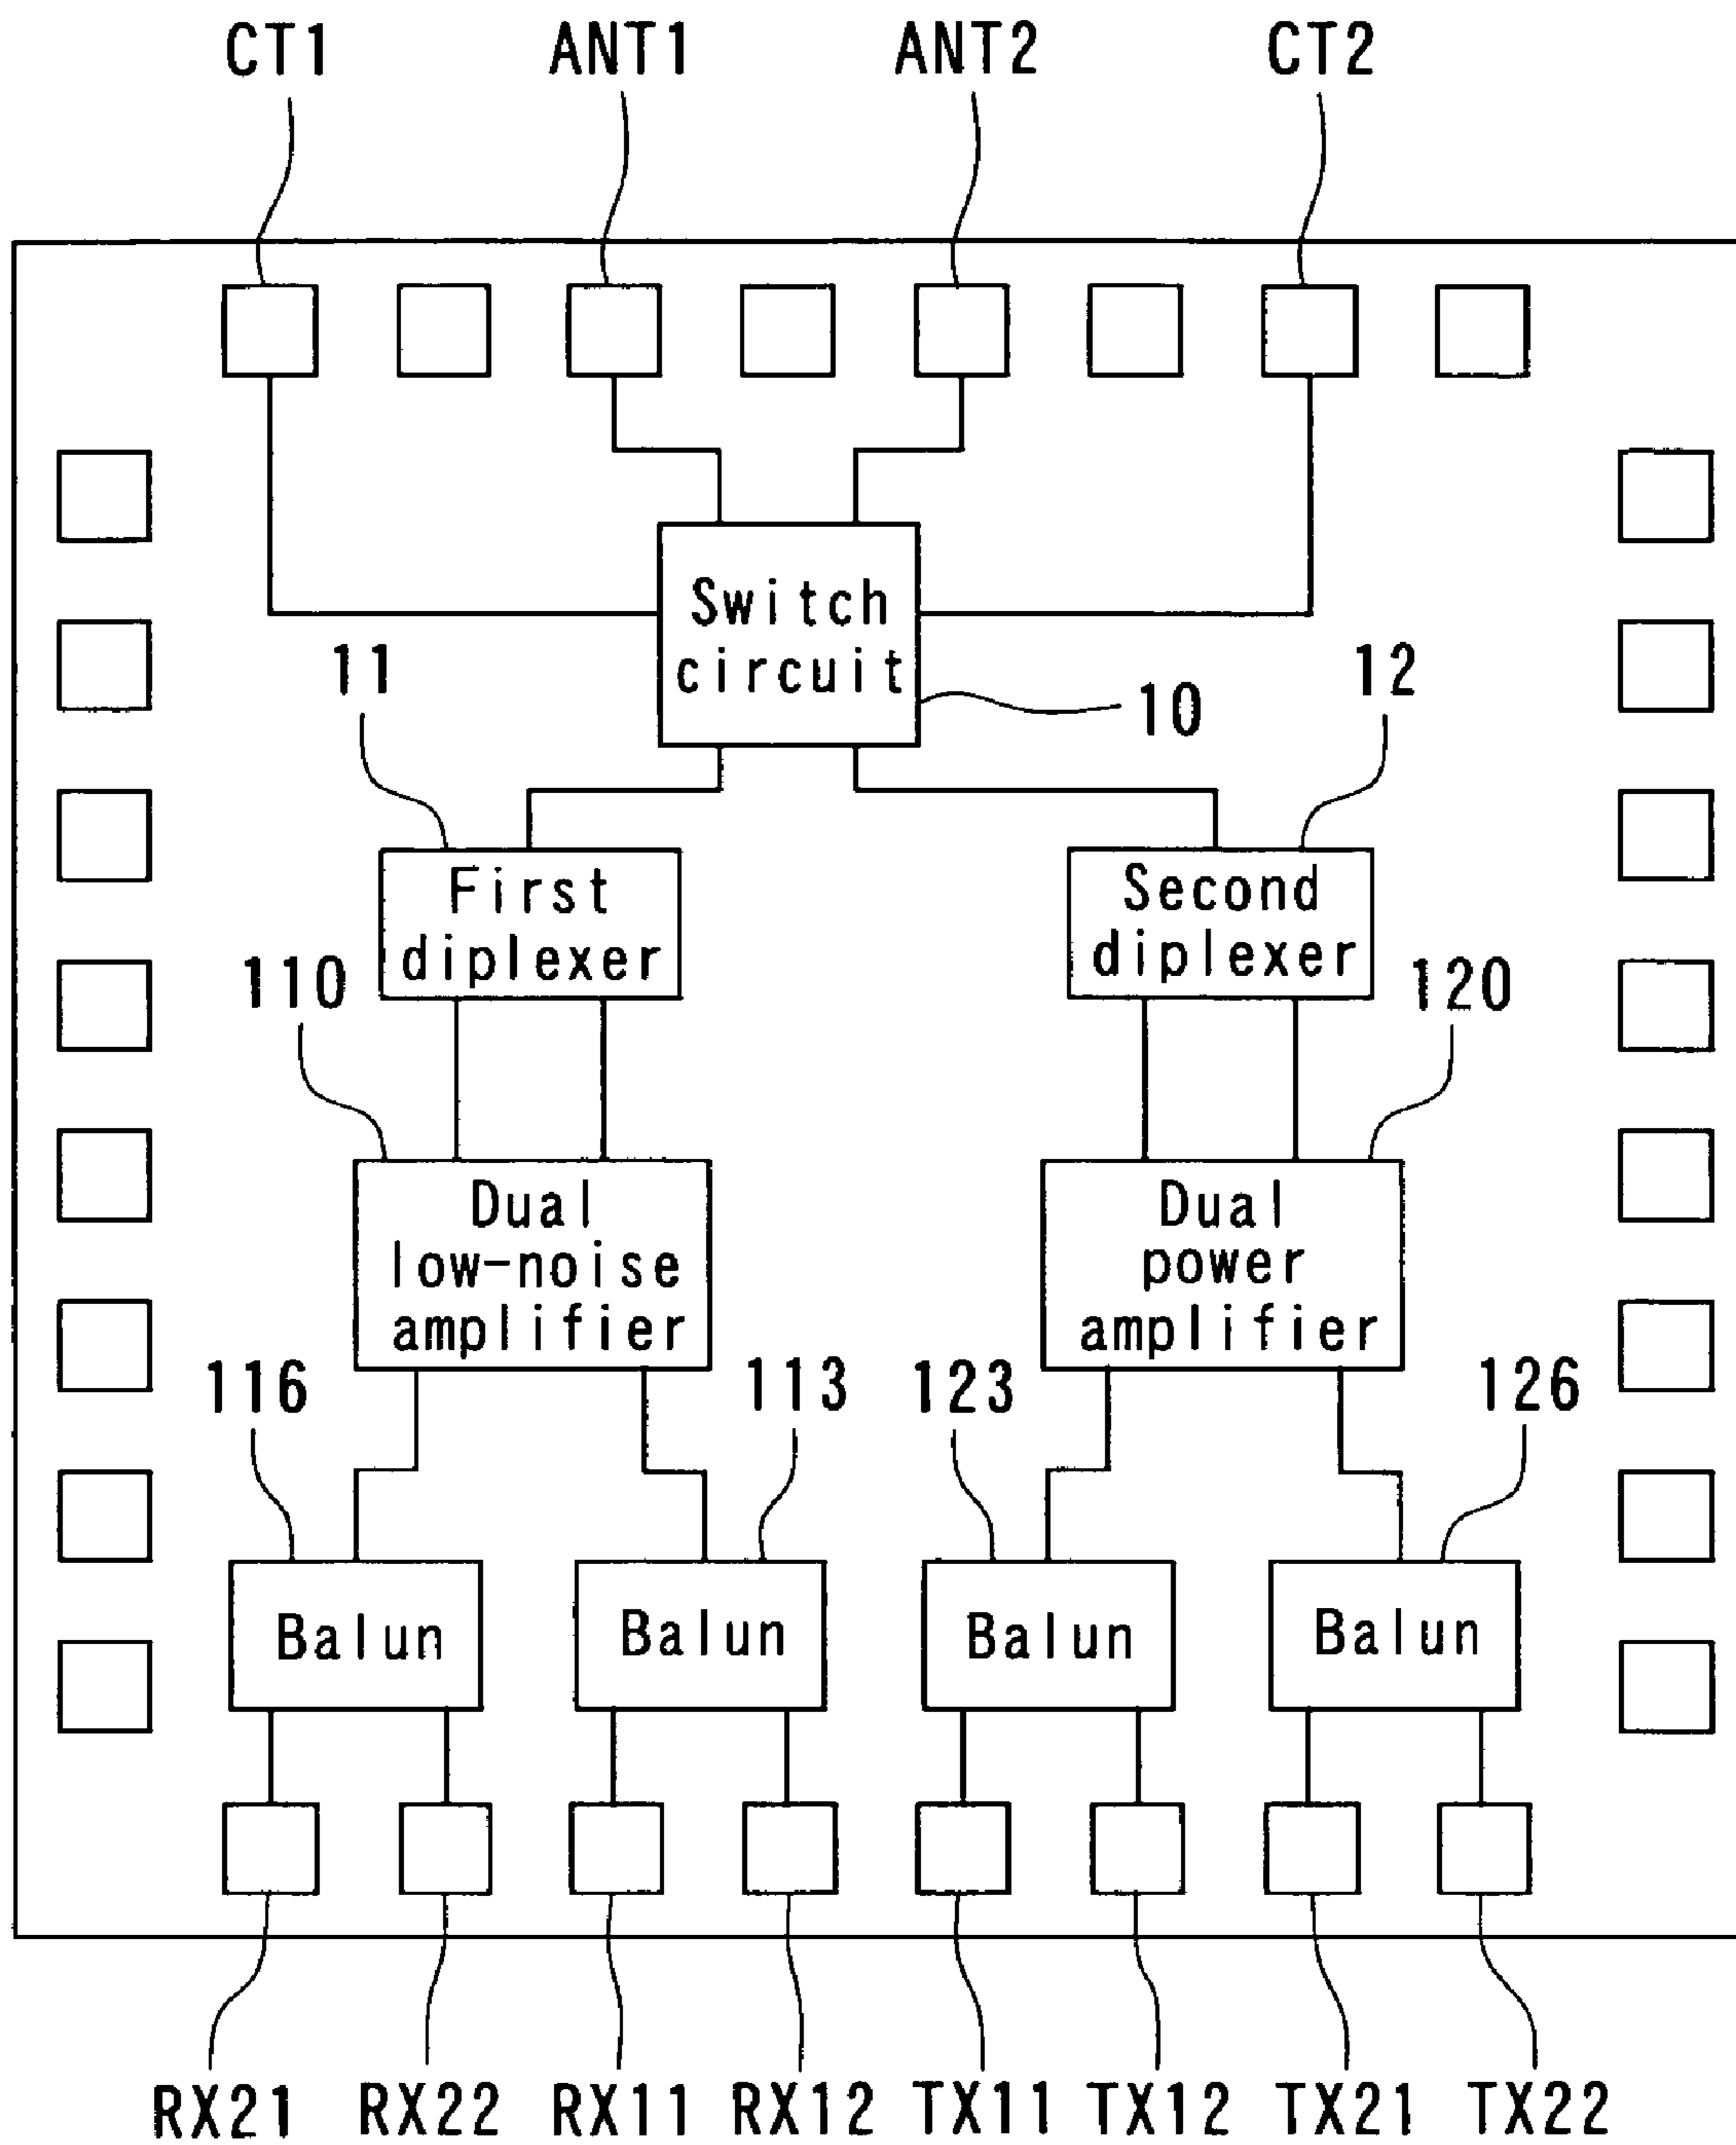 CT1 ANT1 ANT2 CT2
Switch
circuit
11
12
10
First
diplexer
Second
diplexer
110
120
Dual
low-noise
amplifier
Dual
power
amplifier
116
113
123
126
Balun
Balun
Balun
Balun
RX21 RX22 RX11 RX12 TX11 TX12 TX21 TX22